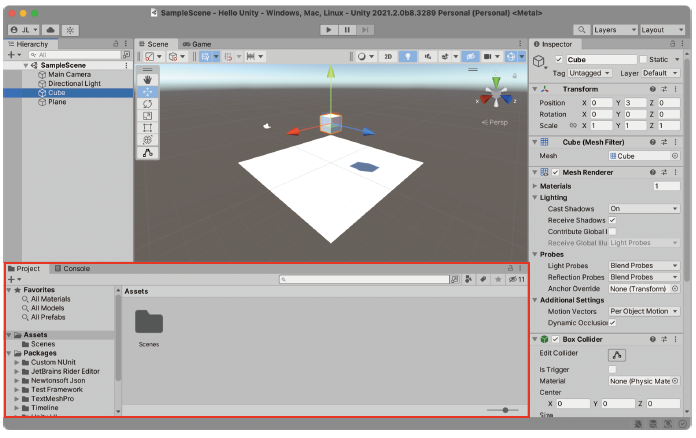 SampleScene - Hello Unity - Windows, Mac, Linux - Unity 2021.2.0b8.3289 Personal (Personal) <Metal>
JL
Layers
Layout
Hierarchy
All
SampleScene
Main Camera
Directional Light
Cube
Plane
Scene
Game
2D
x
y
z
Persp
Inspector
Cube
Static
Tag Untagged
Layer Default
Transform
Position X 0 Y 3 Z 0
Rotation X 0 Y 0 Z 0
Scale X 1 Y 1 Z 1
Cube (Mesh Filter)
Mesh Cube
Mesh Renderer
Materials 1
Lighting
Cast Shadows On
Receive Shadows
Contribute Global I
Receive Global Illu Light Probes
Probes
Light Probes Blend Probes
Reflection Probes Blend Probes
Anchor Override None (Transform)
Additional Settings
Motion Vectors Per Object Motion
Dynamic Occlusion
Box Collider
Edit Collider
Is Trigger
Material None (Physic Mate
Center
X 0 Y 0 Z 0
Size
Project
Console
11
Favorites
All Materials
All Models
All Prefabs
Assets
Scenes
Packages
Custom NUnit
JetBrains Rider Editor
Newtonsoft Json
Test Framework
TextMeshPro
Timeline
Assets
Scenes